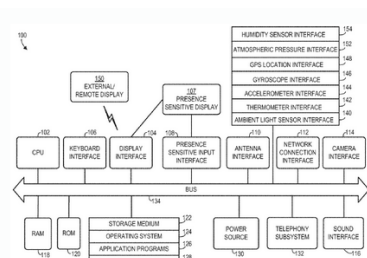 100
HUMIDITY SENSOR INTERFACE 154
ATMOSPHERIC PRESSURE INTERFACE 152
GPS LOCATION INTERFACE 148
GYROSCOPE INTERFACE 146
ACCELEROMETER INTERFACE 144
THERMOMETER INTERFACE 142
AMBIENT LIGHT SENSOR INTERFACE 140
150
EXTERNAL/
REMOTE DISPLAY
107
PRESENCE
SENSITIVE DISPLAY
102
CPU
106
KEYBOARD
INTERFACE
104
DISPLAY
INTERFACE
108
PRESENCE
SENSITIVE INPUT
INTERFACE
110
ANTENNA
INTERFACE
112
NETWORK
CONNECTION
INTERFACE
414
CAMERA
INTERFACE
BUS
134
RAM
118
ROM
120
STORAGE MEDIUM 122
OPERATING SYSTEM 124
APPLICATION PROGRAMS 126
128
POWER
SOURCE
130
TELEPHONY
SUBSYSTEM
132
SOUND
INTERFACE
116